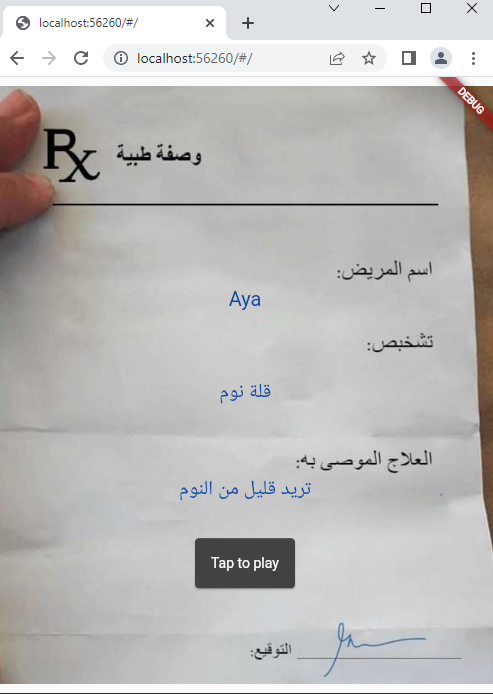 localhost:56260/#/
localhost:56260/#/
DEBUG
Rx وصفة طبية
اسم المريض:
Aya
تشخبص:
قلة نوم
العلاج الموصى به:
تريد قليل من النوم
Tap to play
التوقيع: